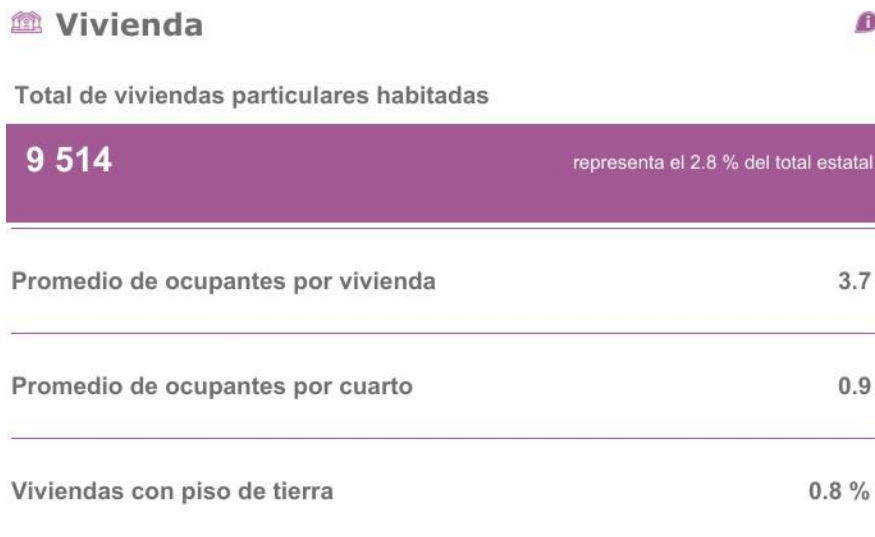 Vivienda
i
Total de viviendas particulares habitadas
9 514 representa el 2.8 % del total estatal
Promedio de ocupantes por vivienda 3.7
Promedio de ocupantes por cuarto 0.9
Viviendas con piso de tierra 0.8 %